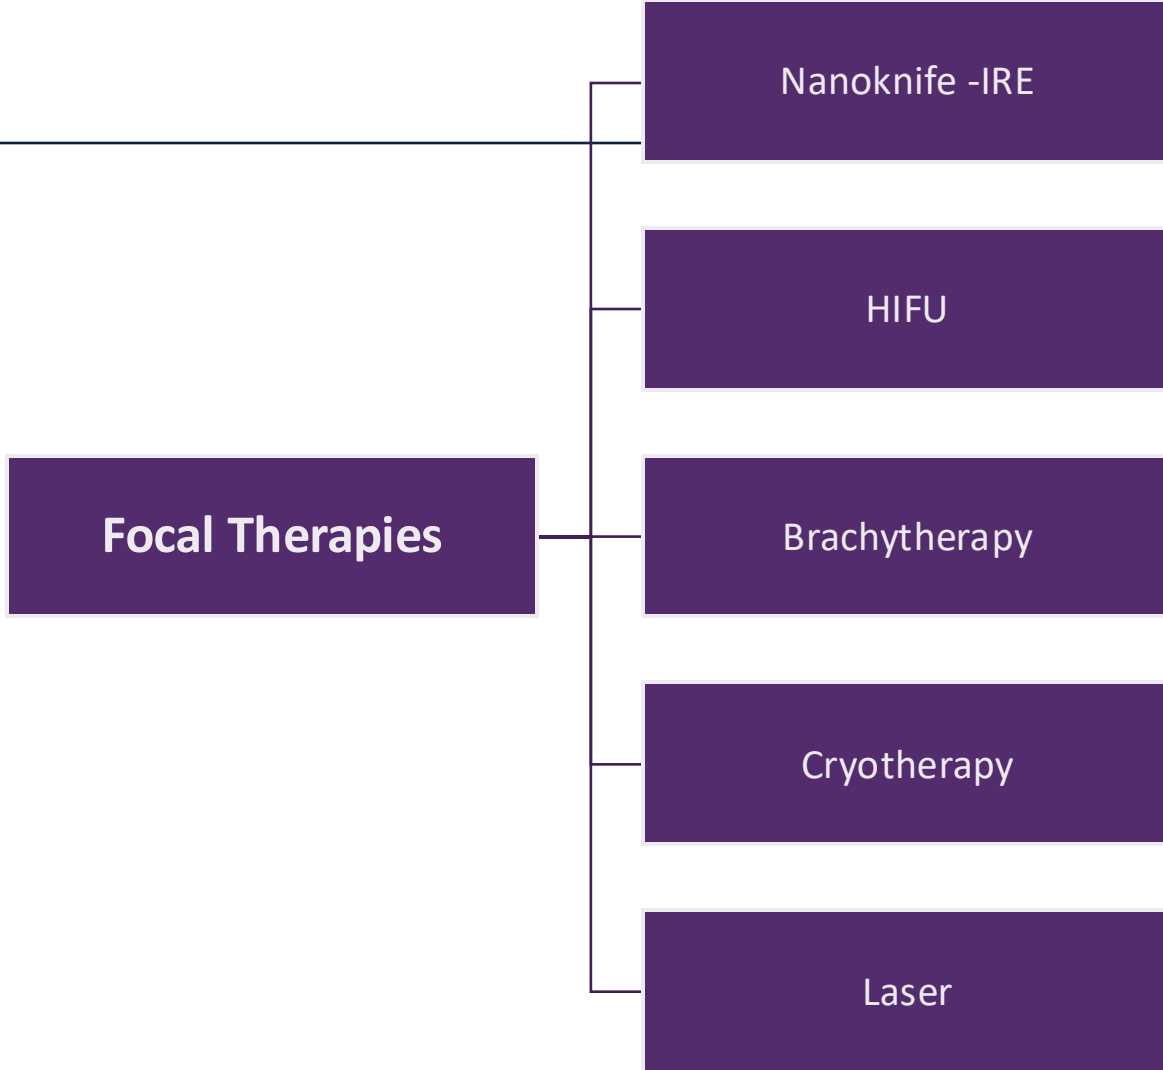 Nanoknife -IRE
HIFU
Focal Therapies
Brachytherapy
Cryotherapy
Laser